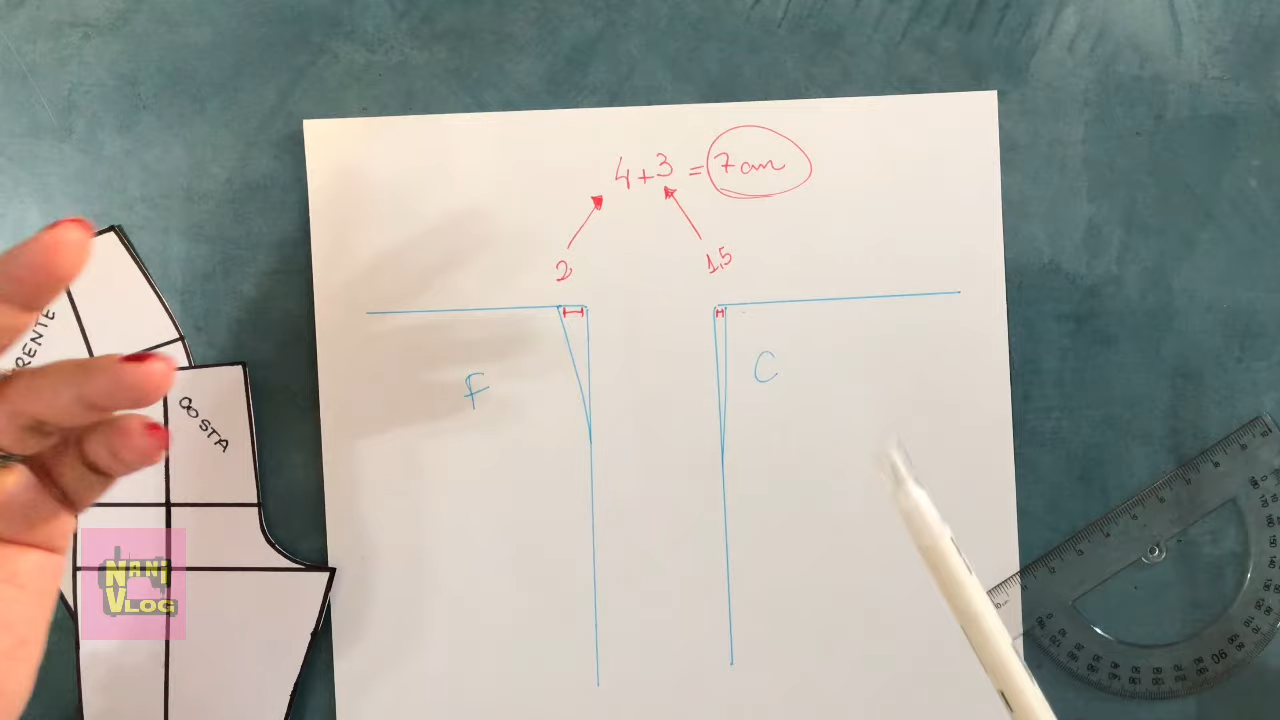 4+3=7cm
2
1,5
F
C
RENTE
COSTA
NANI
VLOG